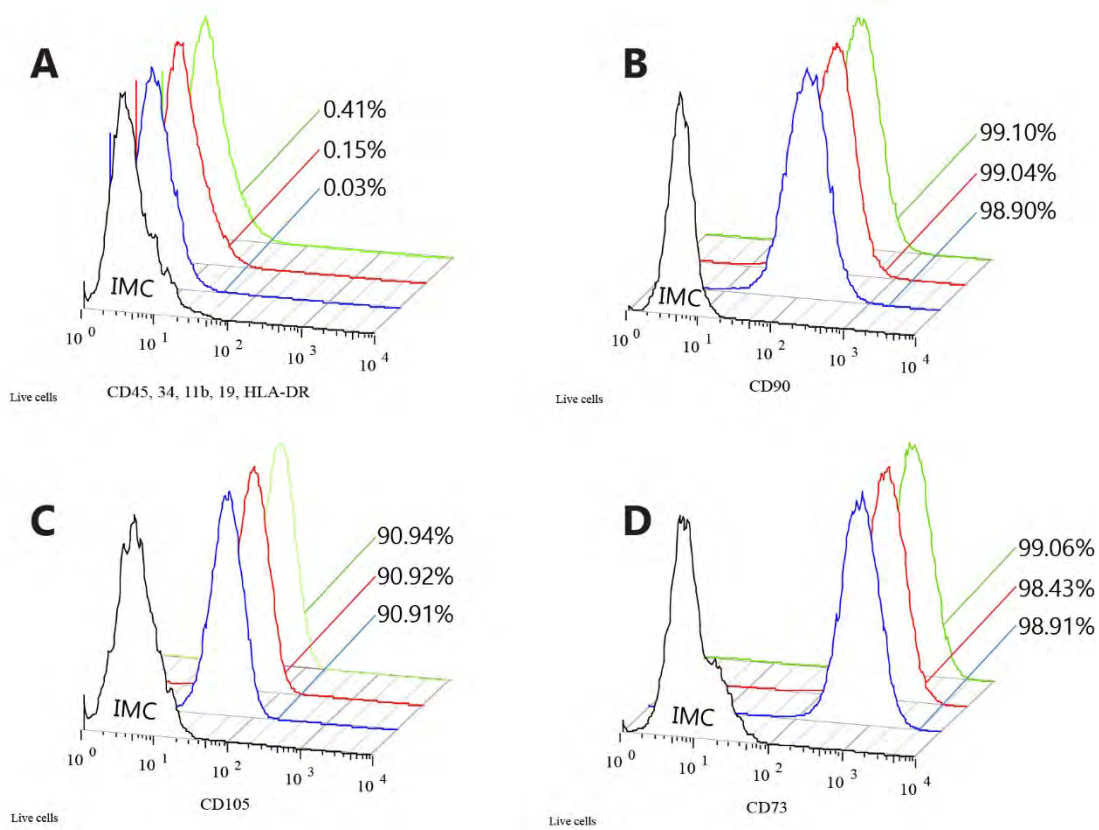 A
0.41%
0.15%
0.03%
IMC
10 0
10 1
10 2
10 3
10 4
CD45, 34, 11b, 19, HLA-DR
Live cells
B
99.10%
99.04%
98.90%
IMC
10 0
10 2
10 3
10 4
CD90
Live cells
C
90.94%
90.92%
90.91%
IMC
10 0
10 1
10 2
10 3
10 4
CD105
Live cells
D
99.06%
98.43%
98.91%
IMC
10 0
10 1
10 2
10 3
10 4
CD73
Live cells